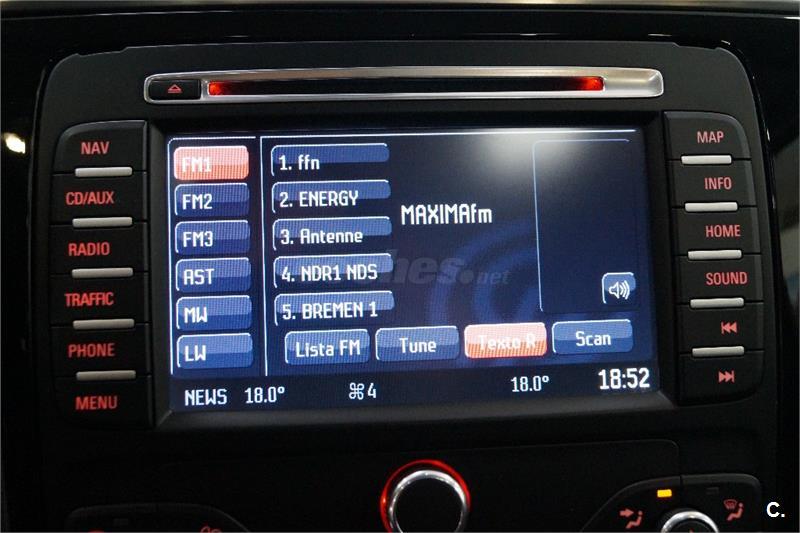 NAV
CD/AUX
RADIO
TRAFFIC
PHONE
MENU
FM1
FM2
FM3
AST
MW
LW
1. ffn
2. ENERGY
3. Antenne
4. NDR1 NDS
5. BREMEN 1
MAXIMAfm
Lista FM
Tune
Texto R
Scan
NEWS
18.0°
⌘4
18.0°
18:52
MAP
INFO
HOME
SOUND
coches.net
C.